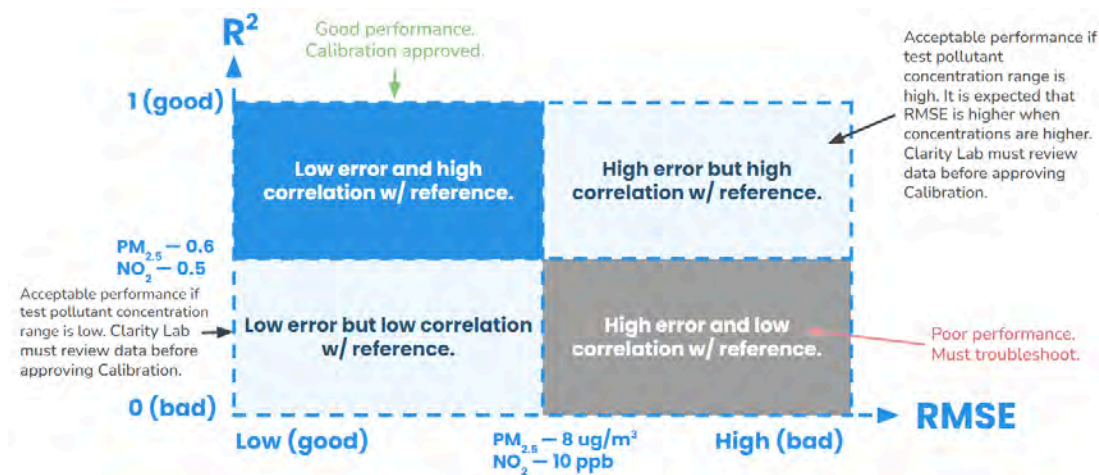 R²
Good performance.
Calibration approved.
Acceptable performance if
test pollutant
concentration range is
high. It is expected that
RMSE is higher when
concentrations are higher.
Clarity Lab must review
data before approving
Calibration.
1 (good)
Low error and high
correlation w/ reference.
High error but high
correlation w/ reference.
PM₂.₅ — 0.6
NO₂ — 0.5
Acceptable performance if
test pollutant concentration
range is low. Clarity Lab
must review data before
approving Calibration.
Low error but low correlation
w/ reference.
High error and low
correlation w/ reference.
Poor performance.
Must troubleshoot.
0 (bad)
RMSE
Low (good)
PM₂.₅ — 8 ug/m³
NO₂ — 10 ppb
High (bad)